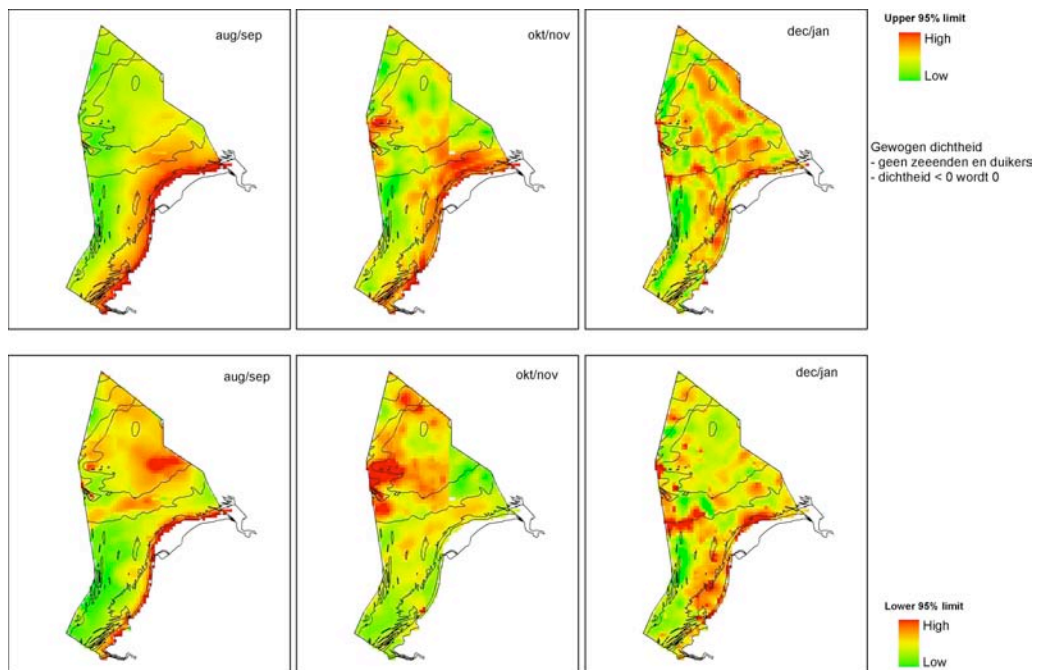 aug/sep
okt/nov
dec/jan
Upper 95% limit
High
Low
Gewogen dichtheid
- geen zeeenden en duikers
- dichtheid < 0 wordt 0
aug/sep
okt/nov
dec/jan
Lower 95% limit
High
Low